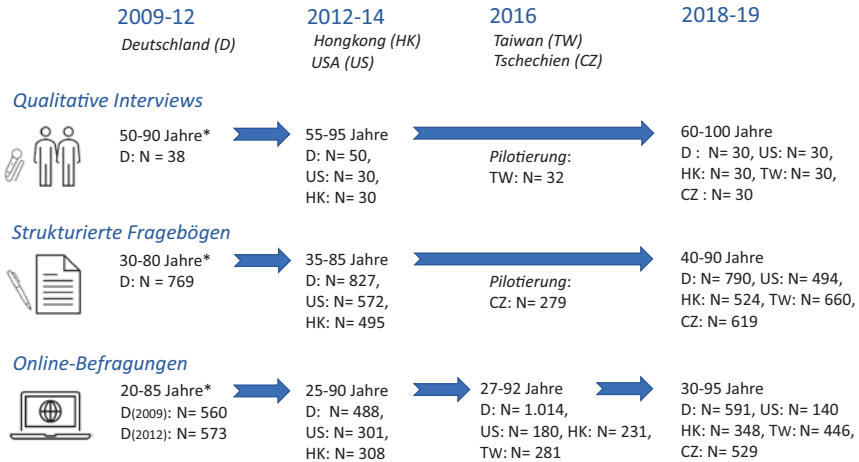 2009-12
Deutschland (D)
2012-14
Hongkong (HK)
USA (US)
2016
Taiwan (TW)
Tschechien (CZ)
2018-19
Qualitative Interviews
50-90 Jahre*
D: N = 38
55-95 Jahre
D: N= 50,
US: N= 30,
HK: N= 30
Pilotierung:
TW: N= 32
60-100 Jahre
D : N= 30, US: N= 30,
HK: N= 30, TW: N= 30,
CZ : N= 30
Strukturierte Fragebögen
30-80 Jahre*
D: N = 769
35-85 Jahre
D: N= 827,
US: N= 572,
HK: N= 495
Pilotierung:
CZ: N= 279
40-90 Jahre
D: N= 790, US: N= 494,
HK: N= 524, TW: N= 660,
CZ: N= 619
Online-Befragungen
20-85 Jahre*
D(2009): N= 560
D(2012): N= 573
25-90 Jahre
D: N= 488,
US: N= 301,
HK: N= 308
27-92 Jahre
D: N= 1.014,
US: N= 180, HK: N= 231,
TW: N= 281
30-95 Jahre
D: N= 591, US: N= 140
HK: N= 348, TW: N= 446,
CZ: N= 529